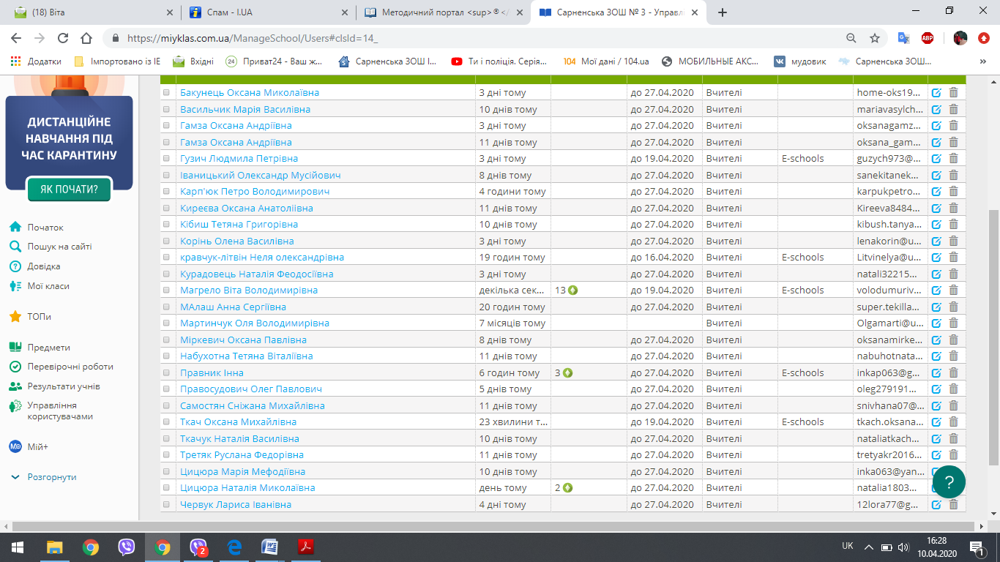 (18) Віта
Спам - I.UA
Методичний портал <sup>®</
Сарненська ЗОШ № 3 - Управлі
https://miyklas.com.ua/ManageSchool/Users#clsId=14_
ABP
Додатки Імпортовано із IE Вхідні 24 Приват24 - Ваш ж... Сарненська ЗОШ І... Ти і поліція. Серія... 104 Мої дані / 104.ua МОБИЛЬНЫЕ АКС... мудовик Сарненська ЗОШ... »
ДИСТАНЦІЙНЕ
НАВЧАННЯ ПІД
ЧАС КАРАНТИНУ
ЯК ПОЧАТИ?
Початок
Пошук на сайті
Довідка
Мої класи
ТОПи
Предмети
Перевірочні роботи
Результати учнів
Управління
користувачами
Мій+
Розгорнути
Бакунець Оксана Миколаївна 3 дні тому до 27.04.2020 Вчителі home-oks19...
Васильчик Марія Василівна 10 днів тому до 27.04.2020 Вчителі mariavasylch...
Гамза Оксана Андріївна 3 дні тому до 27.04.2020 Вчителі oksanagamz...
Гамза Оксана Андріївна 11 днів тому до 27.04.2020 Вчителі oksana_gam...
Гузич Людмила Петрівна 3 дні тому до 19.04.2020 Вчителі E-schools guzych973@...
Іваницький Олександр Мусійович 8 днів тому до 27.04.2020 Вчителі sanekitanek...
Карп'юк Петро Володимирович 4 години тому до 27.04.2020 Вчителі karpukpetro...
Киреєва Оксана Анатоліівна 11 днів тому до 27.04.2020 Вчителі Kireeva8484...
Кібиш Тетяна Григорівна 10 днів тому до 27.04.2020 Вчителі kibush.tanya...
Корінь Олена Василівна 3 дні тому до 27.04.2020 Вчителі lenakorin@u...
кравчук-літвін Неля олександрівна 19 годин тому до 16.04.2020 Вчителі E-schools Litvinelya@u...
Курадовець Наталія Феодосіївна 3 дні тому до 27.04.2020 Вчителі natali32215...
Магрело Віта Володимирівна декілька сек... 13 до 19.04.2020 Вчителі E-schools volodumuriv...
МАлаш Анна Сергіївна 20 годин тому до 27.04.2020 Вчителі super.tekilla...
Мартинчук Оля Володимирівна 7 місяців тому Вчителі Olgamarti@u...
Міркевич Оксана Павлівна 8 днів тому до 27.04.2020 Вчителі oksanamirke...
Набухотна Тетяна Віталіївна 11 днів тому до 27.04.2020 Вчителі nabuhotnata...
Правник Інна 6 годин тому 3 до 27.04.2020 Вчителі E-schools inkap063@g...
Правосудович Олег Павлович 5 днів тому до 27.04.2020 Вчителі oleg279191...
Самостян Сніжана Михайлівна 11 днів тому до 27.04.2020 Вчителі snivhana07@...
Ткач Оксана Михайлівна 23 хвилини т... до 19.04.2020 Вчителі E-schools tkach.oksana...
Ткачук Наталія Василівна 10 днів тому до 27.04.2020 Вчителі nataliatkach...
Третяк Руслана Федорівна 11 днів тому до 27.04.2020 Вчителі tretyakr2016...
Цицюра Марія Мефодіївна 10 днів тому до 27.04.2020 Вчителі inka063@yan...
Цицюра Наталія Миколаївна день тому 2 до 27.04.2020 Вчителі natalia1803...
Червук Лариса Іванівна 4 дні тому до 27.04.2020 Вчителі 12lora77@g...
?
2
UK
16:28
10.04.2020
1